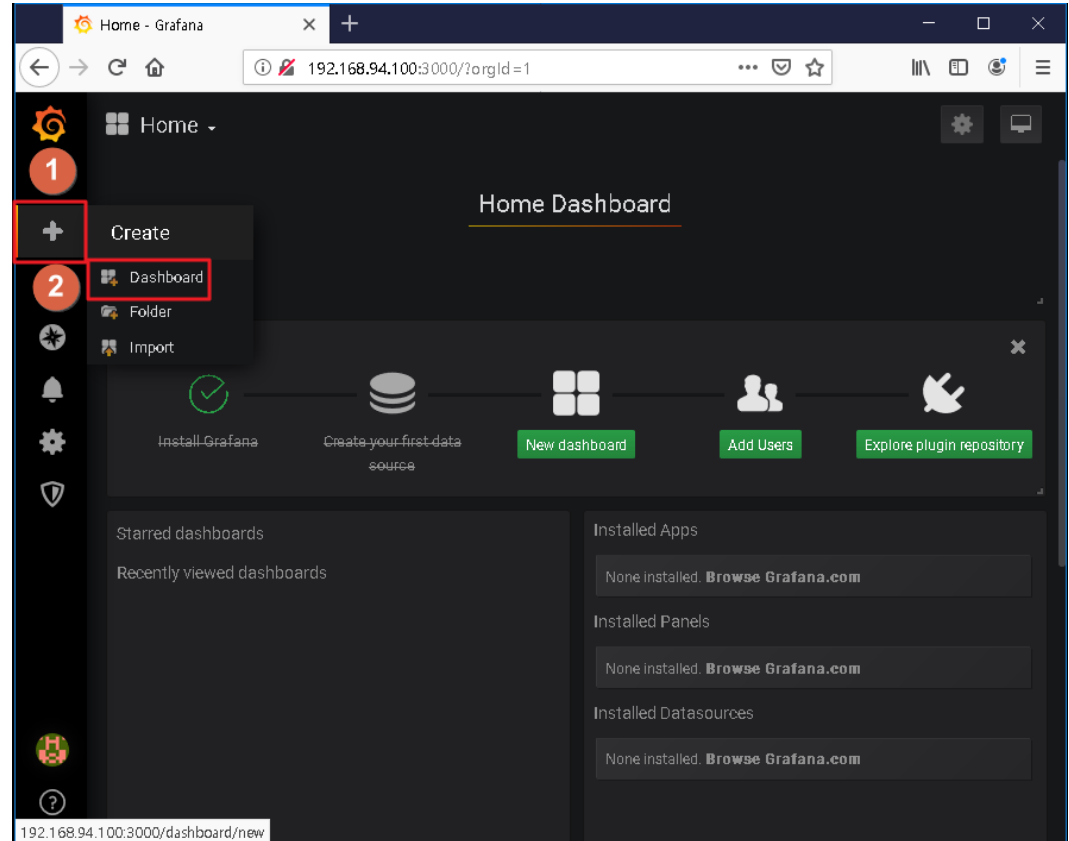 Home - Grafana
192.168.94.100:3000/?orgId=1
Home
1
Home Dashboard
Create
2
Dashboard
Folder
Import
Install Grafana
Create your first data
source
New dashboard
Add Users
Explore plugin repository
Starred dashboards
Recently viewed dashboards
Installed Apps
None installed. Browse Grafana.com
Installed Panels
None installed. Browse Grafana.com
Installed Datasources
None installed. Browse Grafana.com
192.168.94.100:3000/dashboard/new